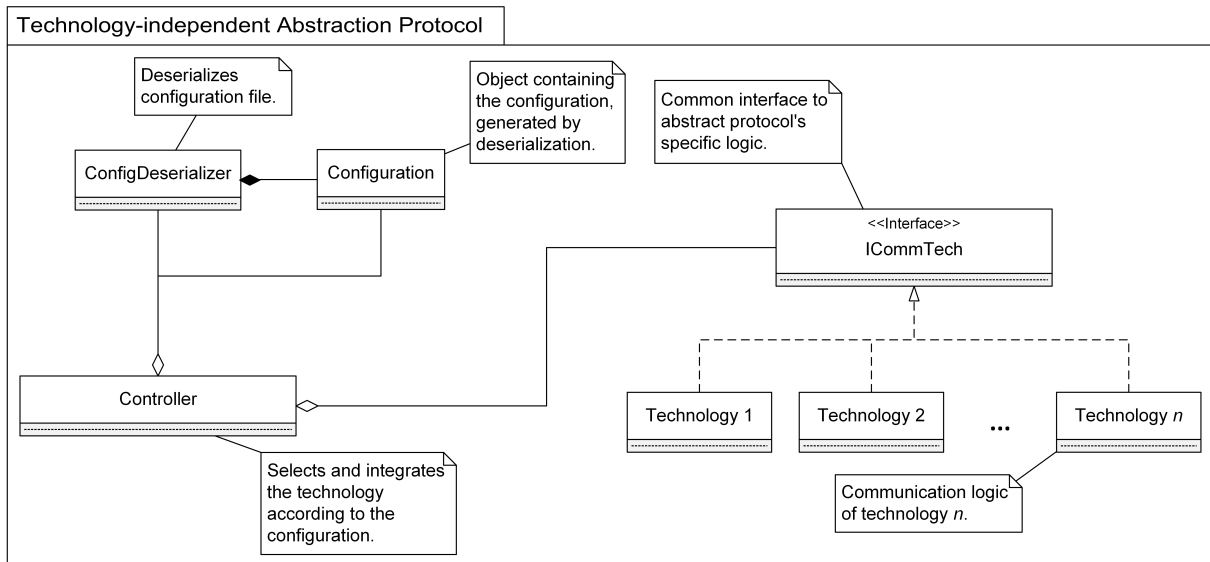 Technology-independent Abstraction Protocol
Deserializes
configuration file.
Object containing
the configuration,
generated by
deserialization.
Common interface to
abstract protocol's
specific logic.
ConfigDeserializer
Configuration
<<Interface>>
ICommTech
Controller
Technology 1
Technology 2
...
Technology n
Selects and integrates
the technology
according to the
configuration.
Communication logic
of technology n.